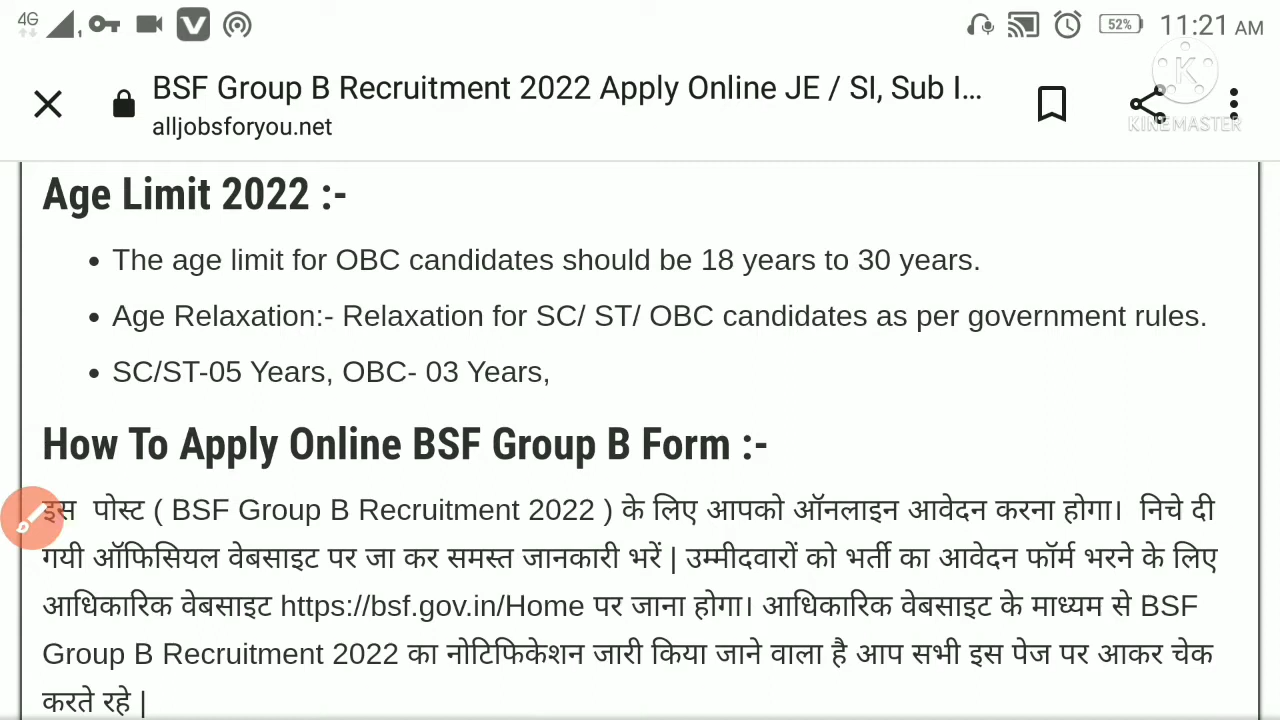 4G
52%
11:21 AM
BSF Group B Recruitment 2022 Apply Online JE / SI, Sub I...
alljobsforyou.net
K
KINEMASTER
Age Limit 2022 :-
• The age limit for OBC candidates should be 18 years to 30 years.
• Age Relaxation:- Relaxation for SC/ ST/ OBC candidates as per government rules.
• SC/ST-05 Years, OBC- 03 Years,
How To Apply Online BSF Group B Form :-
इस पोस्ट ( BSF Group B Recruitment 2022 ) के लिए आपको ऑनलाइन आवेदन करना होगा। निचे दी
गयी ऑफिसियल वेबसाइट पर जा कर समस्त जानकारी भरें | उम्मीदवारों को भर्ती का आवेदन फॉर्म भरने के लिए
आधिकारिक वेबसाइट https://bsf.gov.in/Home पर जाना होगा। आधिकारिक वेबसाइट के माध्यम से BSF
Group B Recruitment 2022 का नोटिफिकेशन जारी किया जाने वाला है आप सभी इस पेज पर आकर चेक
करते रहे |